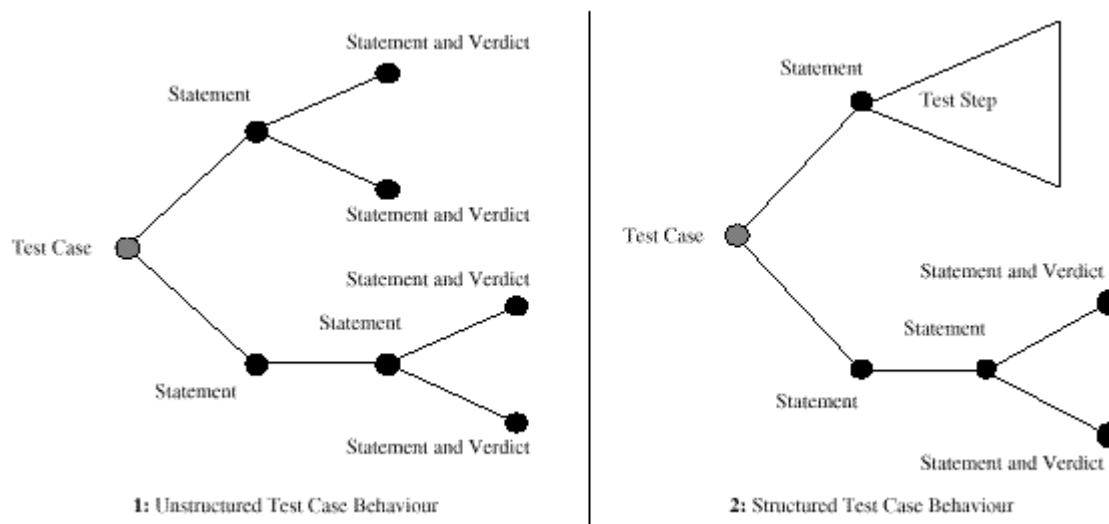 Statement and Verdict
Statement
Statement and Verdict
Test Case
Statement and Verdict
Statement
Statement
Statement and Verdict
1: Unstructured Test Case Behaviour
Statement
Test Step
Test Case
Statement and Verdict
Statement
Statement
Statement and Verdict
2: Structured Test Case Behaviour